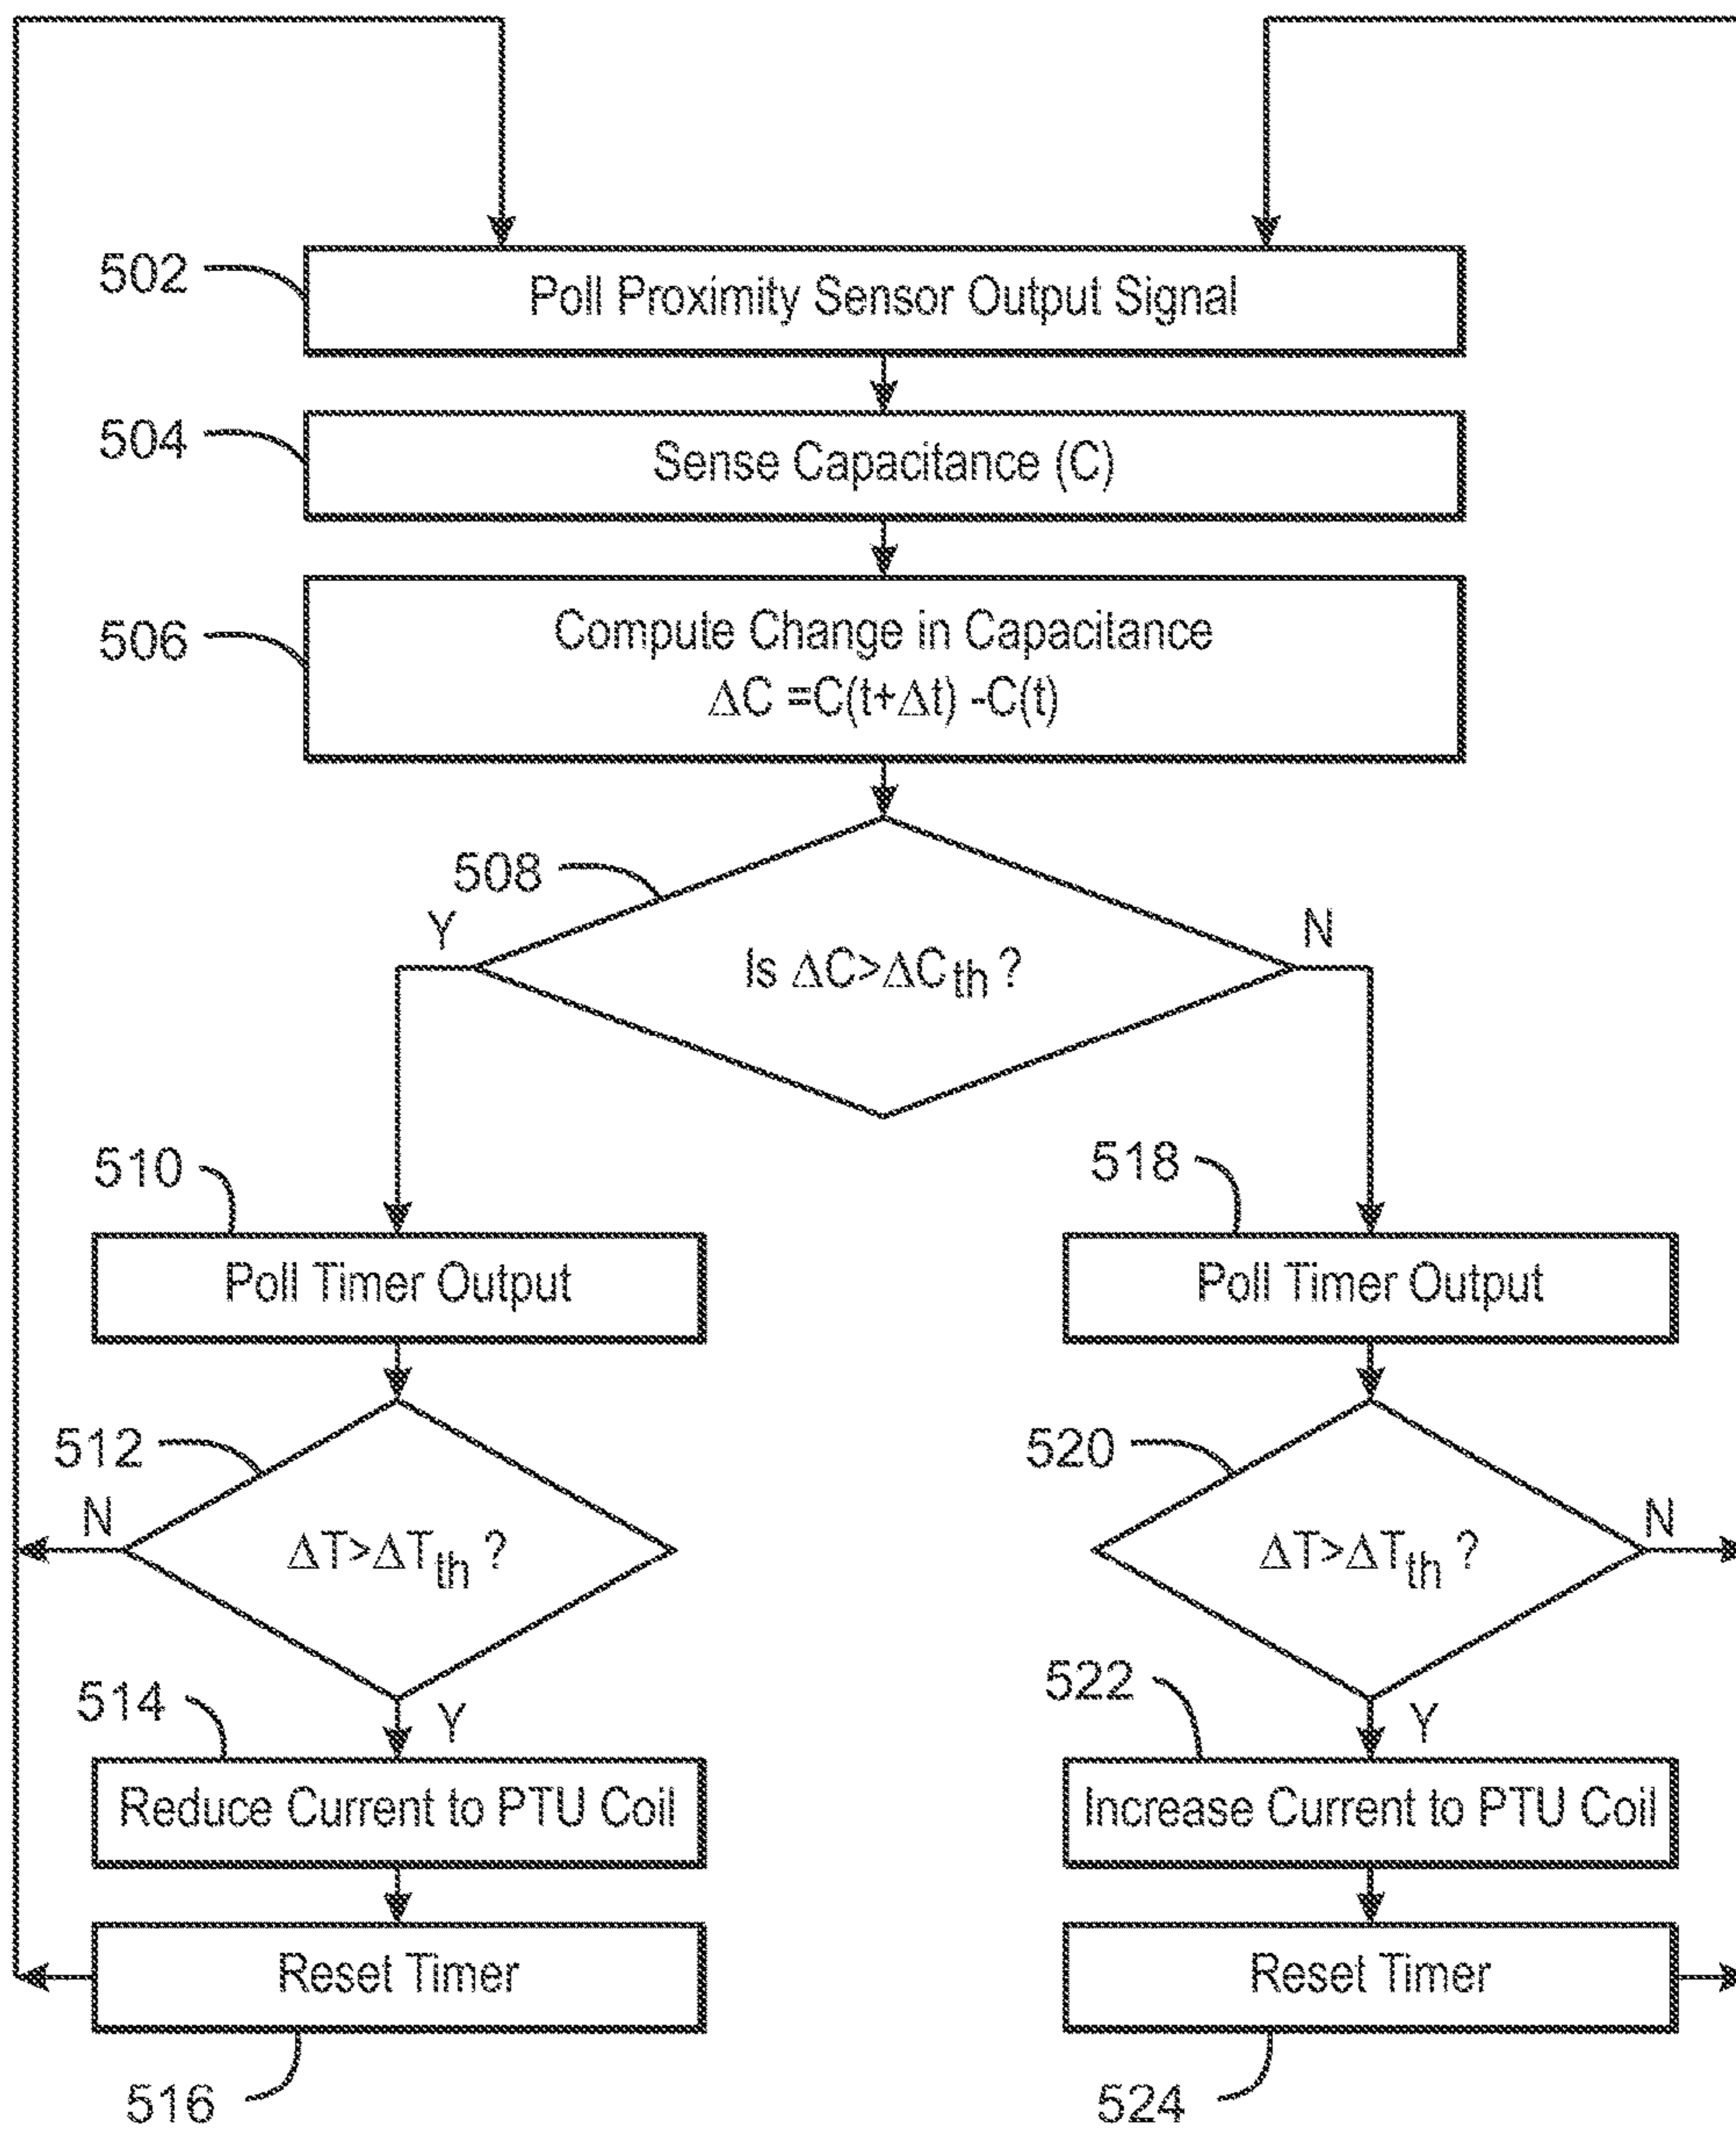 502
Poll Proximity Sensor Output Signal
504
Sense Capacitance (C)
506
Compute Change in Capacitance
ΔC =C(t+Δt) -C(t)
508
Y
N
Is ΔC>ΔCth ?
510
518
Poll Timer Output
Poll Timer Output
512
520
N
N
ΔT>ΔTth ?
ΔT>ΔTth ?
514
Y
522
Y
Reduce Current to PTU Coil
Increase Current to PTU Coil
Reset Timer
Reset Timer
516
524